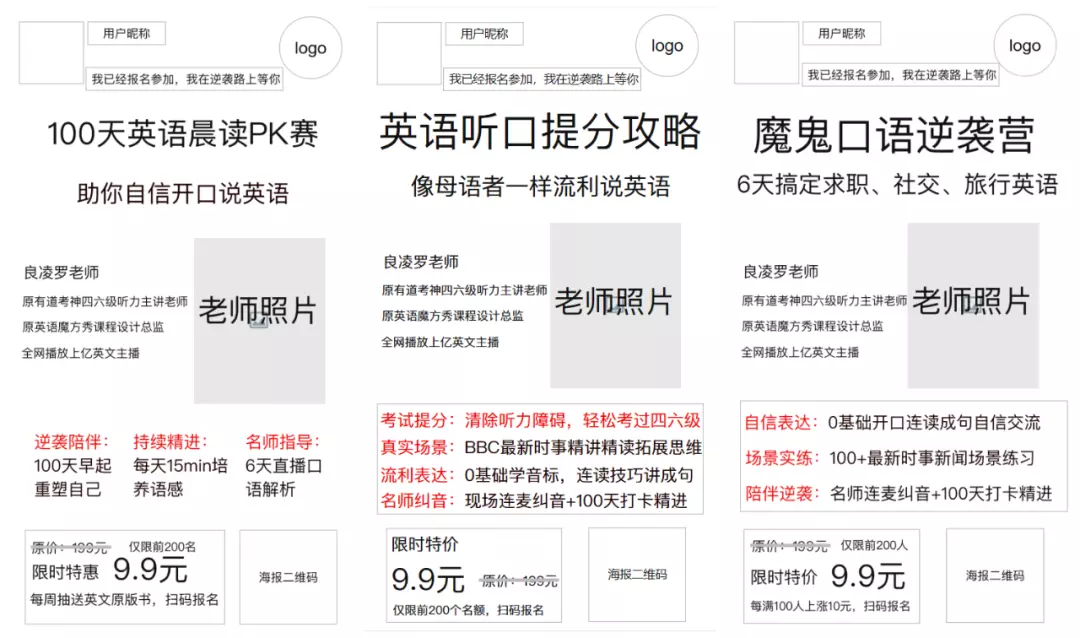 用户昵称
logo
我已经报名参加，我在逆袭路上等你
100天英语晨读PK赛
助你自信开口说英语
良凌罗老师
原有道考神四六级听力主讲老师
原英语魔方秀课程设计总监
全网播放上亿英文主播
老师照片
逆袭陪伴：
100天早起
重塑自己
持续精进：
每天15min培
养语感
名师指导：
6天直播口
语解析
原价：199元 仅限前200名
限时特惠 9.9元
每周抽送英文原版书，扫码报名
海报二维码
用户昵称
logo
我已经报名参加，我在逆袭路上等你
英语听口提分攻略
像母语者一样流利说英语
良凌罗老师
原有道考神四六级听力主讲老师
原英语魔方秀课程设计总监
全网播放上亿英文主播
老师照片
考试提分：清除听力障碍，轻松考过四六级
真实场景：BBC最新时事精讲精读拓展思维
流利表达：0基础学音标，连读技巧讲成句
名师纠音：现场连麦纠音+100天打卡精进
限时特价
9.9元 原价：199元
仅限前200个名额，扫码报名
海报二维码
用户昵称
logo
我已经报名参加，我在逆袭路上等你
魔鬼口语逆袭营
6天搞定求职、社交、旅行英语
良凌罗老师
原有道考神四六级听力主讲老师
原英语魔方秀课程设计总监
全网播放上亿英文主播
老师照片
自信表达：0基础开口连读成句自信交流
场景实练：100+最新时事新闻场景练习
陪伴逆袭：名师连麦纠音+100天打卡精进
原价：199元 仅限前200人
限时特价 9.9元
每满100人上涨10元，扫码报名
海报二维码